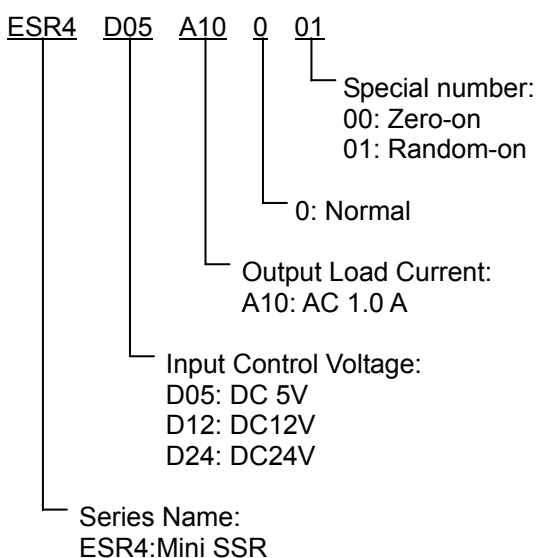 ESR4 D05 A10 0 01
Special number:
00: Zero-on
01: Random-on
0: Normal
Output Load Current:
A10: AC 1.0 A
Input Control Voltage:
D05: DC 5V
D12: DC12V
D24: DC24V
Series Name:
ESR4:Mini SSR